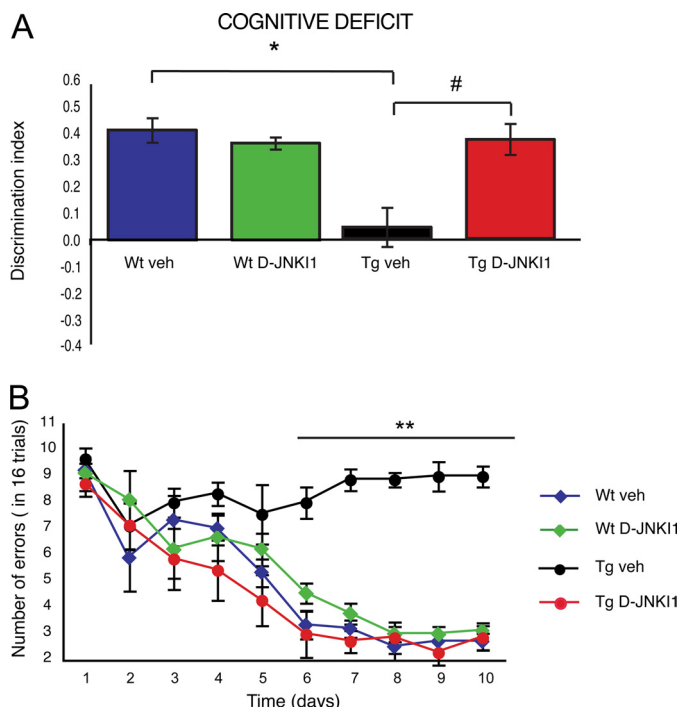 A
COGNITIVE DEFICIT
*
#
Discrimination index
0.6
0.5
0.4
0.3
0.2
0.1
0.0
-0.1
-0.2
-0.3
-0.4
Wt veh
Wt D-JNKI1
Tg veh
Tg D-JNKI1
B
**
Number of errors ( in 16 trials)
11
10
9
8
7
6
5
4
3
2
1 2 3 4 5 6 7 8 9 10
Time (days)
Wt veh
Wt D-JNKI1
Tg veh
Tg D-JNKI1